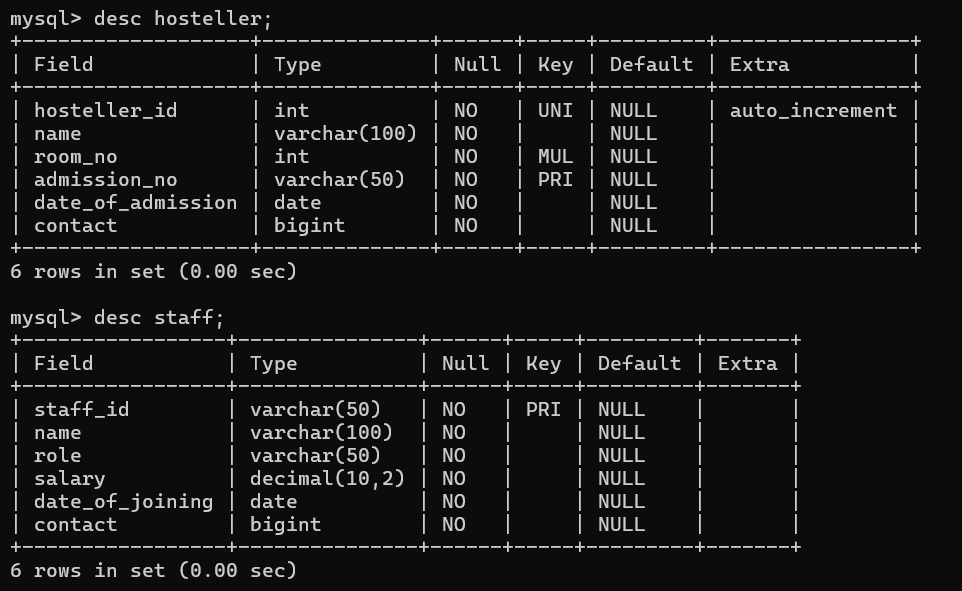 mysql> desc hosteller;
+-------------------+--------------+------+-----+---------+----------------+
| Field             | Type         | Null | Key | Default | Extra          |
+-------------------+--------------+------+-----+---------+----------------+
| hosteller_id      | int          | NO   | UNI | NULL    | auto_increment |
| name              | varchar(100) | NO   |     | NULL    |                |
| room_no           | int          | NO   | MUL | NULL    |                |
| admission_no      | varchar(50)  | NO   | PRI | NULL    |                |
| date_of_admission | date         | NO   |     | NULL    |                |
| contact           | bigint       | NO   |     | NULL    |                |
+-------------------+--------------+------+-----+---------+----------------+
6 rows in set (0.00 sec)

mysql> desc staff;
+-----------------+---------------+------+-----+---------+-------+
| Field           | Type          | Null | Key | Default | Extra |
+-----------------+---------------+------+-----+---------+-------+
| staff_id        | varchar(50)   | NO   | PRI | NULL    |       |
| name            | varchar(100)  | NO   |     | NULL    |       |
| role            | varchar(50)   | NO   |     | NULL    |       |
| salary          | decimal(10,2) | NO   |     | NULL    |       |
| date_of_joining | date          | NO   |     | NULL    |       |
| contact         | bigint        | NO   |     | NULL    |       |
+-----------------+---------------+------+-----+---------+-------+
6 rows in set (0.00 sec)